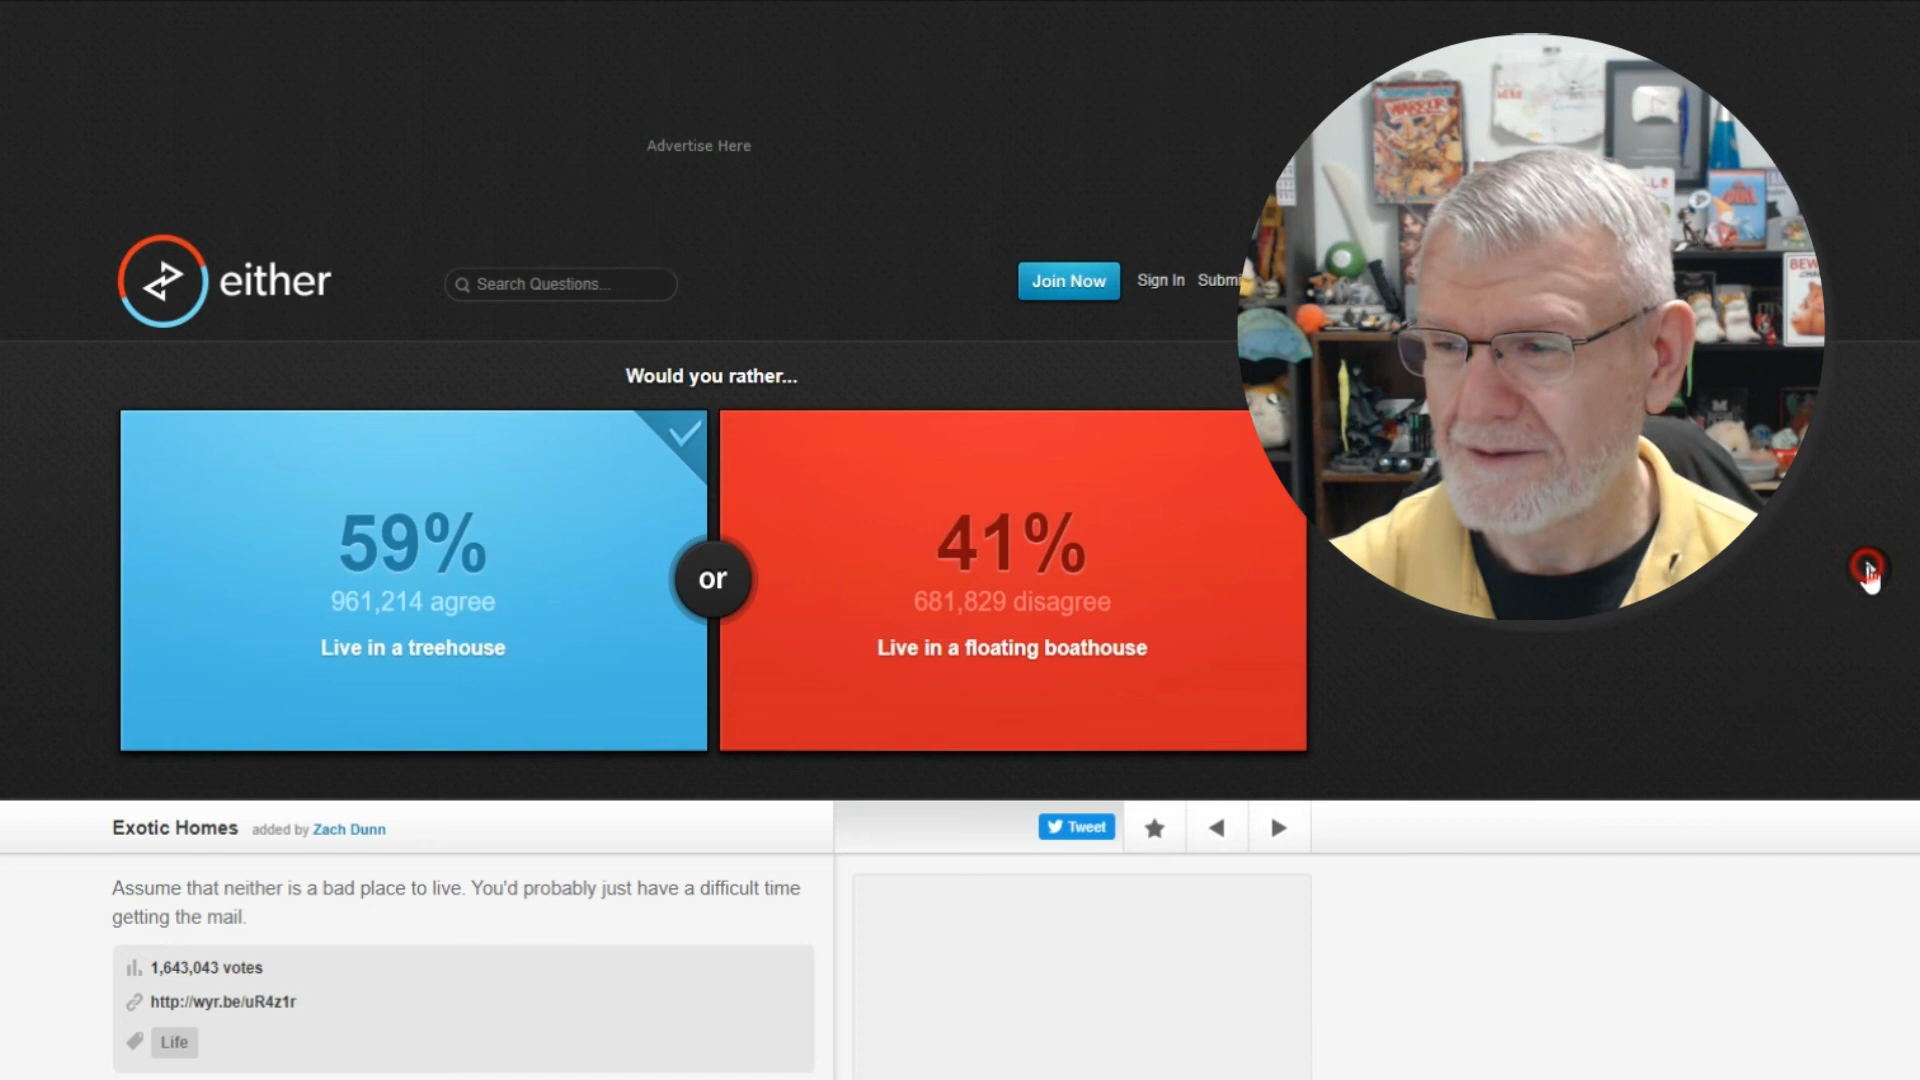 Advertise Here
either
Search Questions...
Join Now
Sign In
Submi
Would you rather...
59%
961,214 agree
Live in a treehouse
or
41%
681,829 disagree
Live in a floating boathouse
WARRIOR
BEW
Exotic Homes added by Zach Dunn
Tweet
Assume that neither is a bad place to live. You'd probably just have a difficult time
getting the mail.
1,643,043 votes
http://wyr.be/uR4z1r
Life